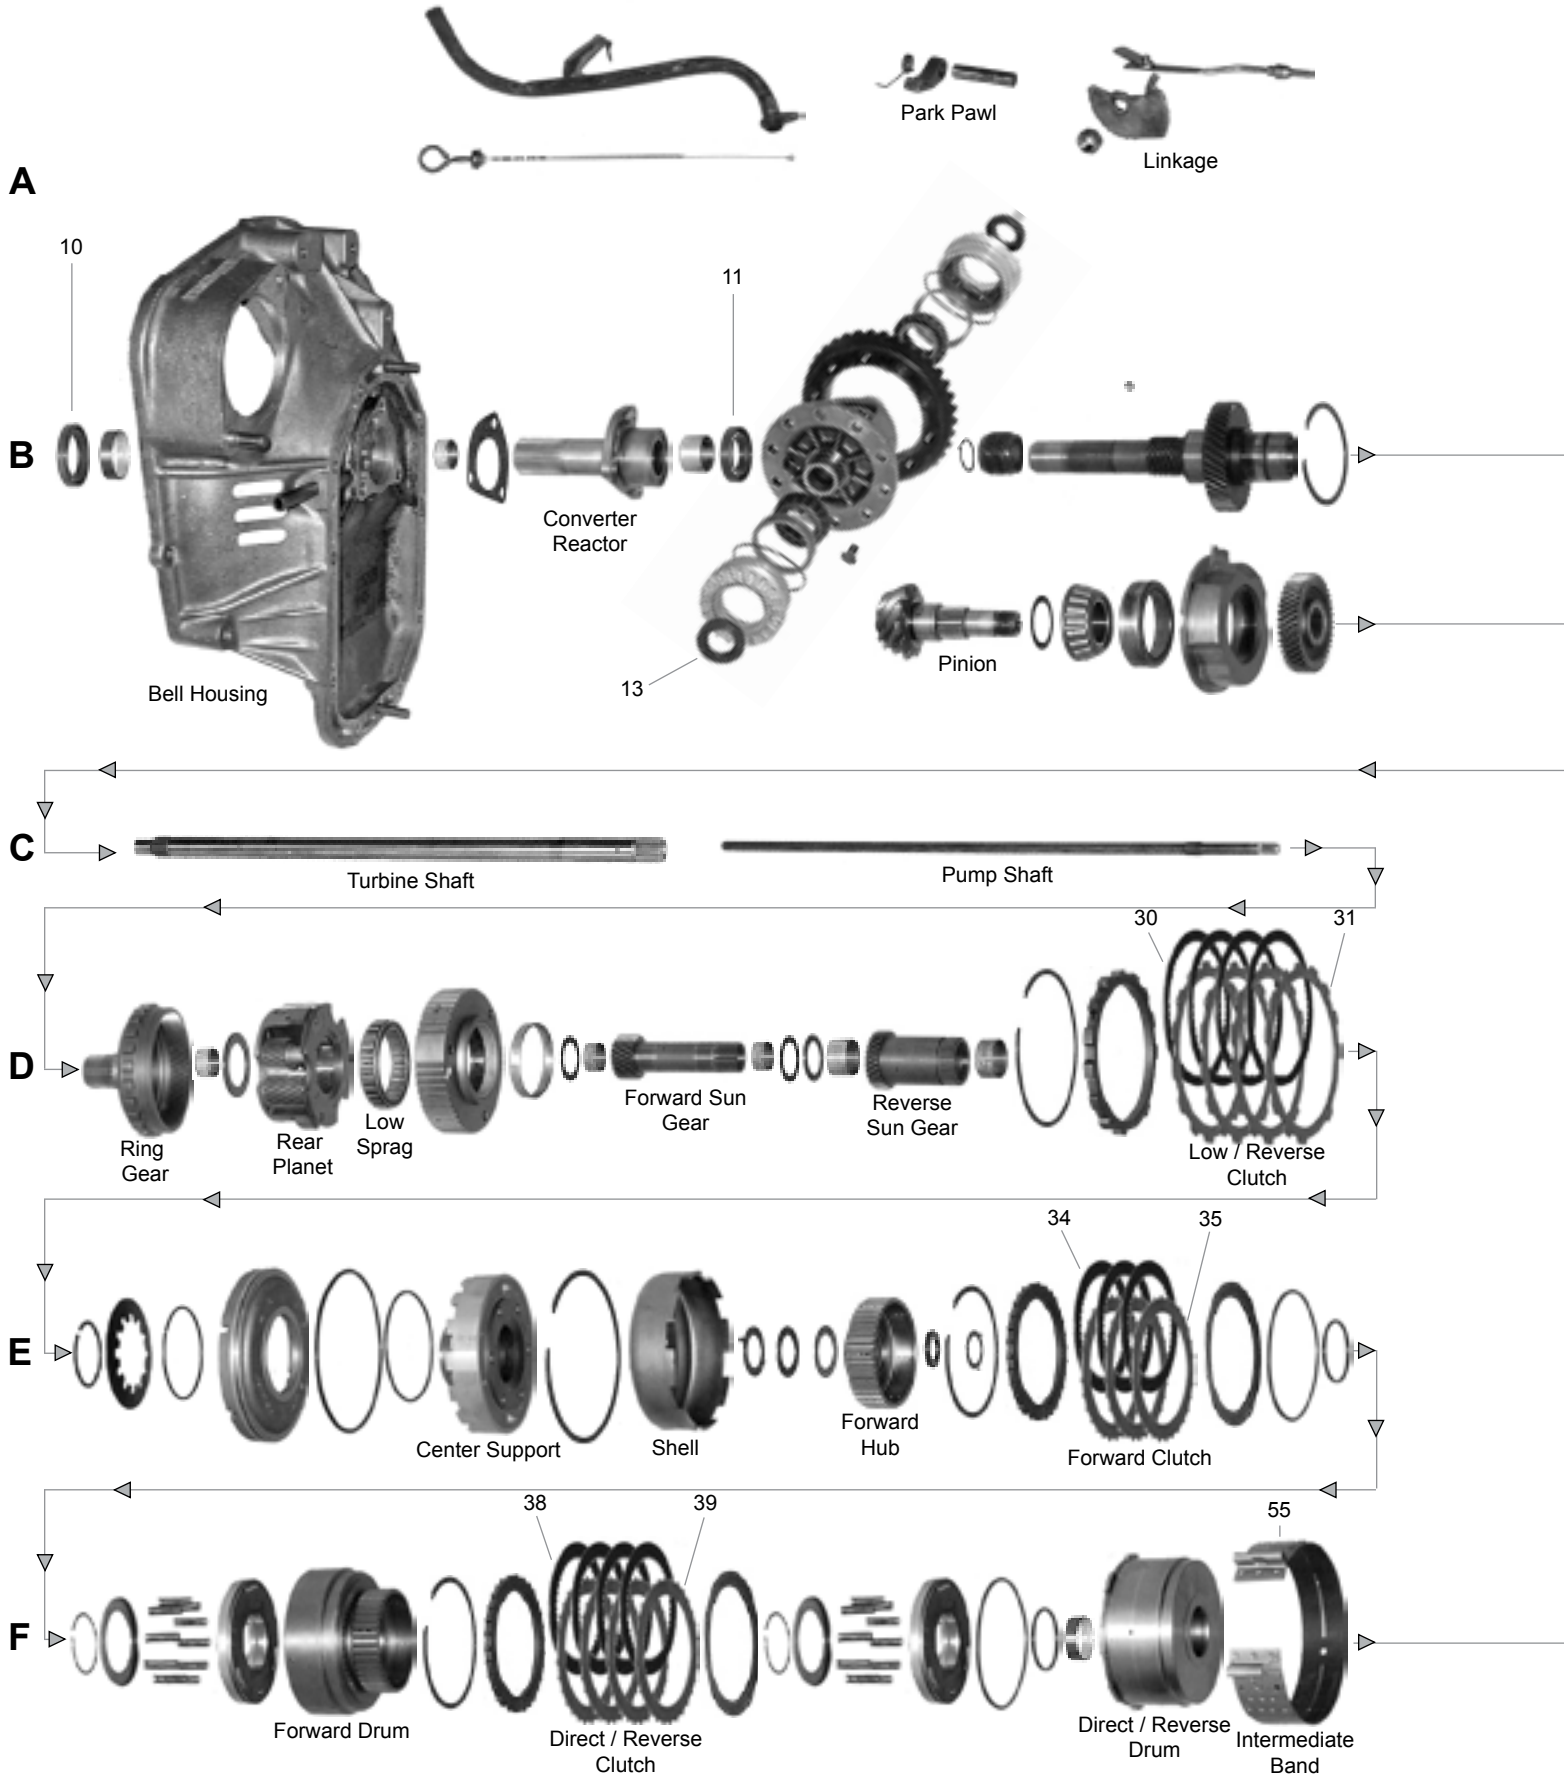 Park Pawl
Linkage
A
10
11
B
Converter
Reactor
Pinion
13
Bell Housing
C
Turbine Shaft
Pump Shaft
30
31
D
Ring
Gear
Rear
Planet
Low
Sprag
Forward Sun
Gear
Reverse
Sun Gear
Low / Reverse
Clutch
34
35
E
Center Support
Shell
Forward
Hub
Forward Clutch
38
39
55
F
Forward Drum
Direct / Reverse
Clutch
Direct / Reverse
Drum
Intermediate
Band